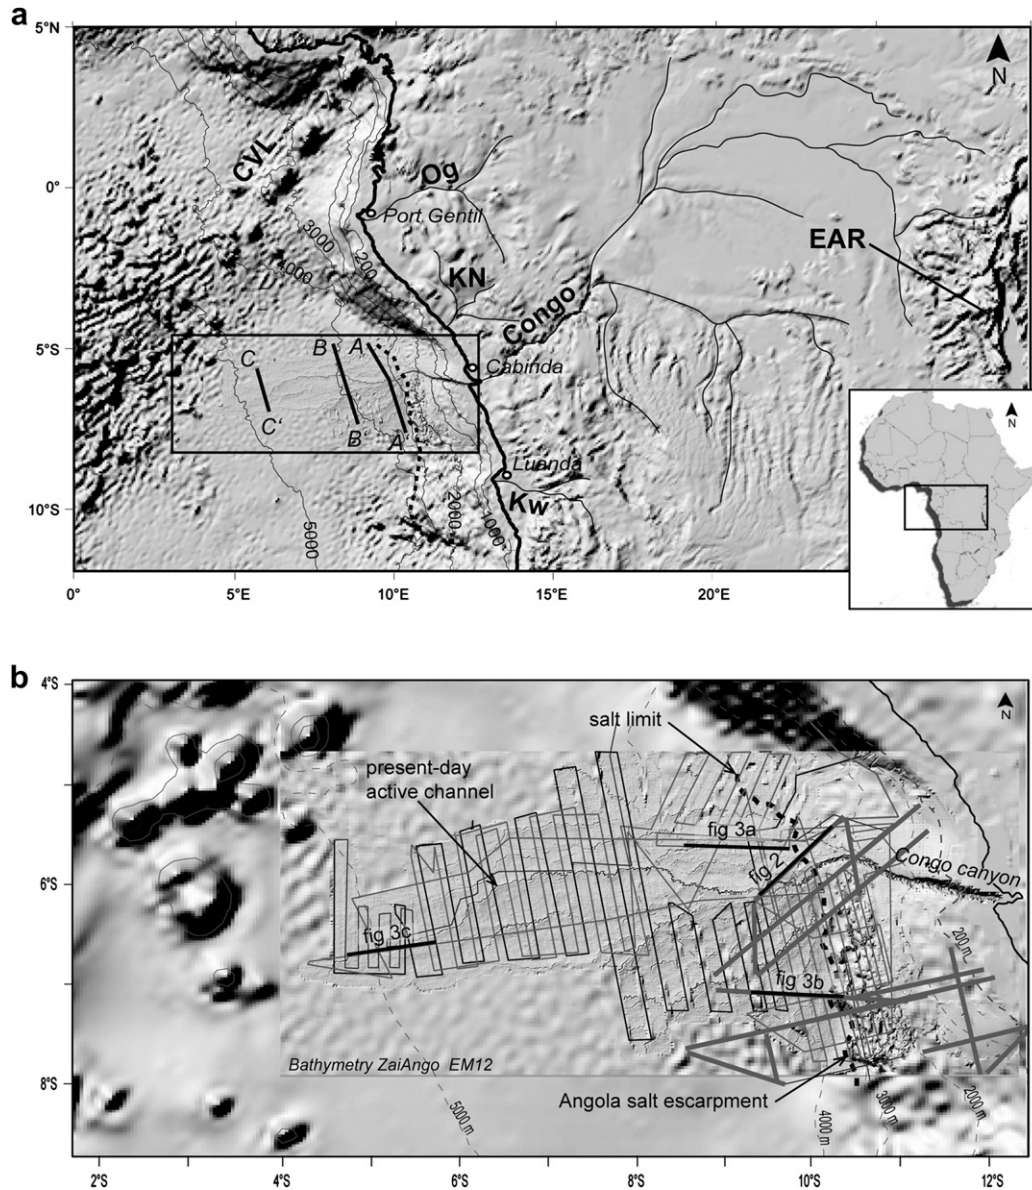 a
5°N
N
CVL
Og
0°
Port Gentil
EAR
3000
200
KN
4000
Congo
5°S
C
B
A
Cabinda
C'
B'
A'
N
Luanda
Kw
10°S
5000
2000
1000
0°
5°E
10°E
15°E
20°E
b
4°S
N
salt limit
present-day
active channel
fig 3a
fig 2
Congo cahyon
6°S
fig 3c
200 m
fig 3b
Bathymetry ZaiAngo EM12
8°S
Angola salt escarpment
5000 m
4000 m
3000 m
2000 m
2°S
4°S
6°S
8°S
10°S
12°S